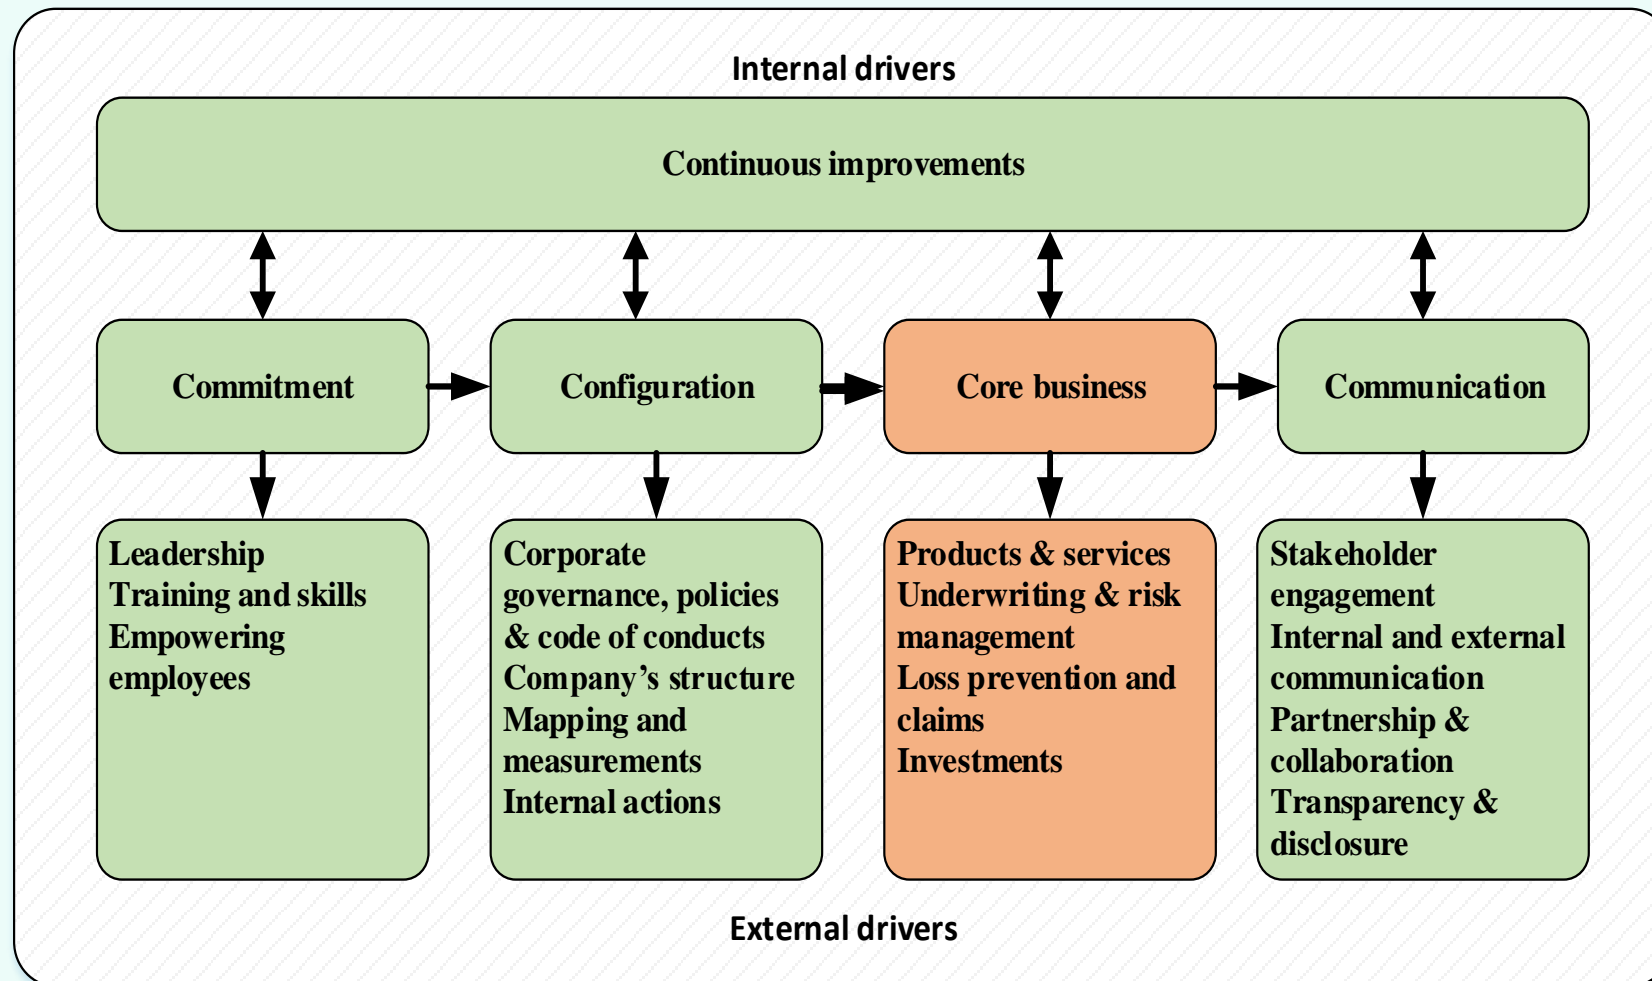 Internal drivers
Continuous improvements
Commitment
Configuration
Core business
Communication
Leadership
Training and skills
Empowering
employees
Corporate
governance, policies
& code of conducts
Company’s structure
Mapping and
measurements
Internal actions
Products & services
Underwriting & risk
management
Loss prevention and
claims
Investments
Stakeholder
engagement
Internal and external
communication
Partnership &
collaboration
Transparency &
disclosure
External drivers